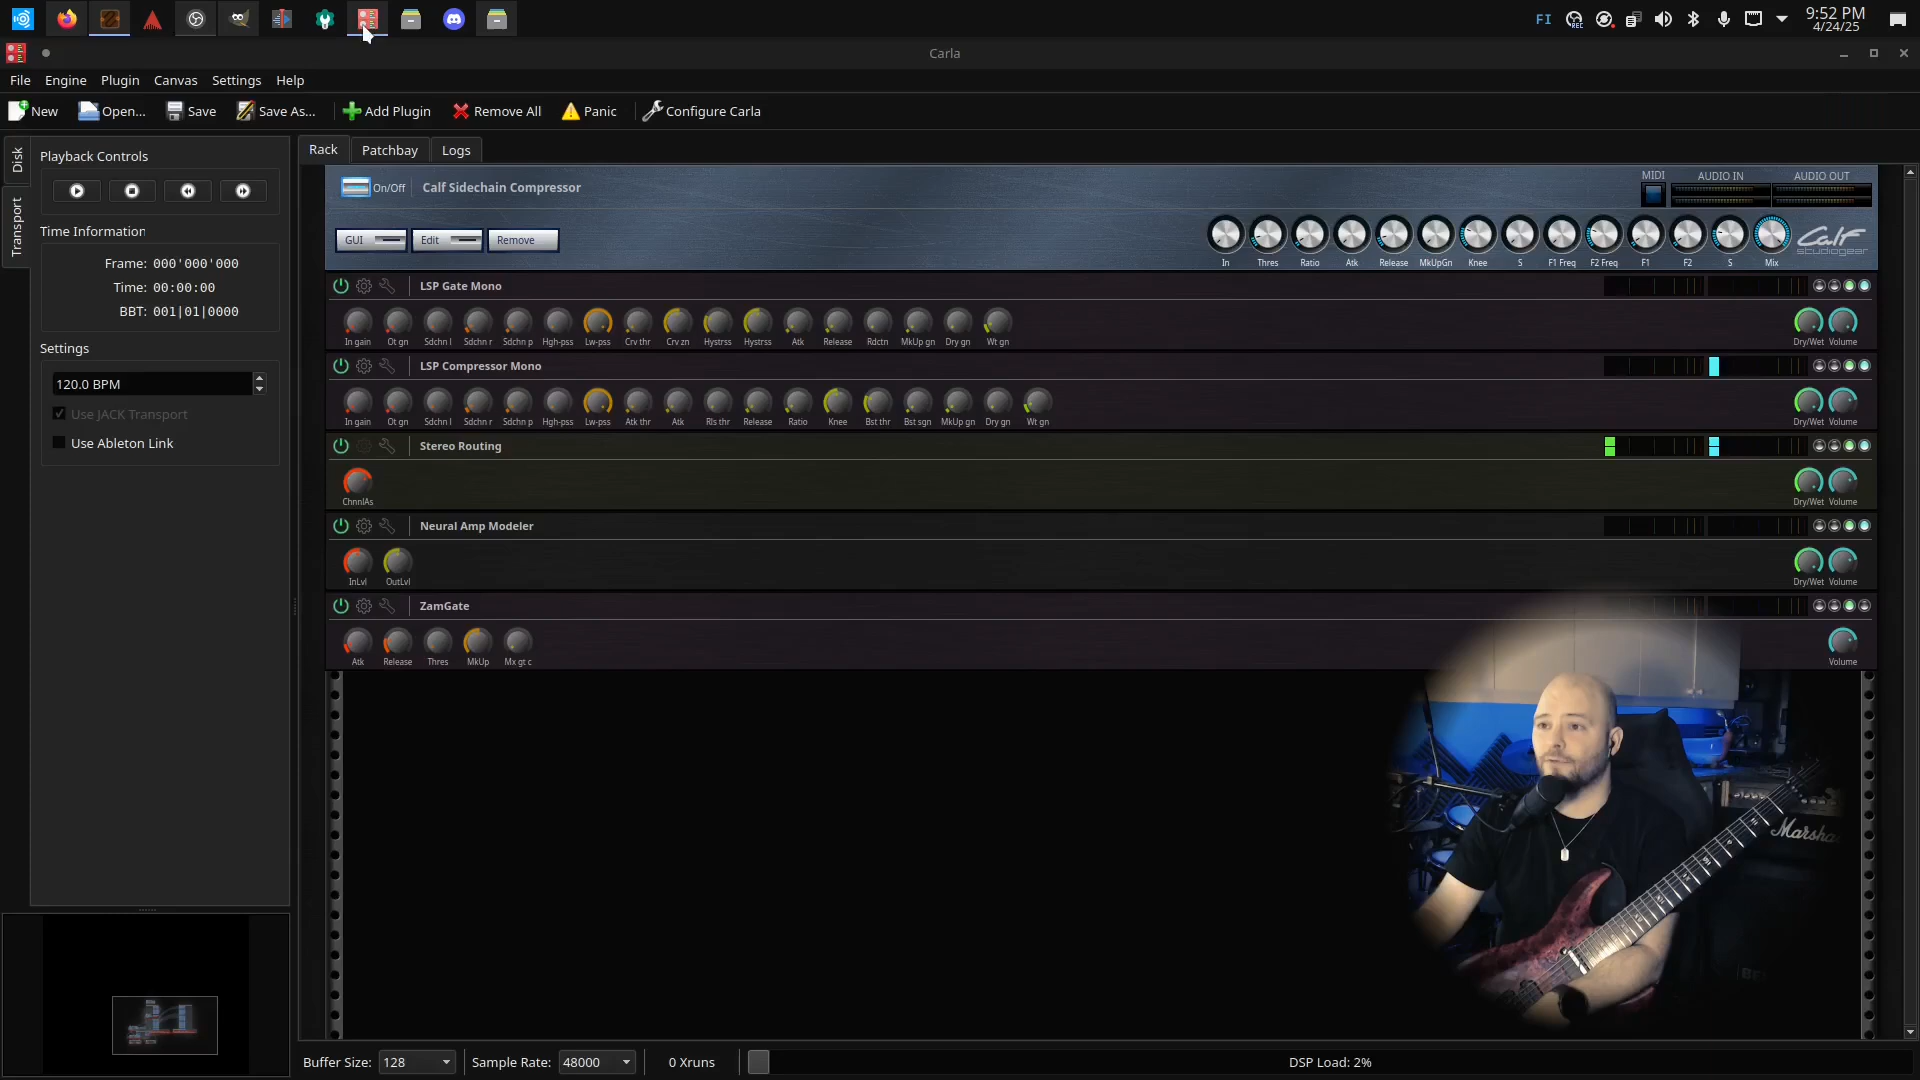 FI
REC
9:52 PM
4/24/25
Carla
File Engine Plugin Canvas Settings Help
New Open... Save Save As... Add Plugin Remove All Panic Configure Carla
Disk
Transport
Playback Controls
Time Information
Frame: 000'000'000
Time: 00:00:00
BBT: 001|01|0000
Settings
120.0 BPM
Use JACK Transport
Use Ableton Link
Rack Patchbay Logs
On/Off Calf Sidechain Compressor MIDI AUDIO IN AUDIO OUT
GUI Edit Remove
In Thres Ratio Atk Release MkUpGn Knee S F1 Freq F2 Freq F1 F2 S Mix
Calf
studiogear
LSP Gate Mono
In gain Ot gn Sdchn l Sdchn r Sdchn p Hgh-pss Lw-pss Crv thr Crv zn Hystrss Hystrss Atk Release Rdctn MkUp gn Dry gn Wt gn Dry/Wet Volume
LSP Compressor Mono
In gain Ot gn Sdchn l Sdchn r Sdchn p Hgh-pss Lw-pss Atk thr Atk Rls thr Release Ratio Knee Bst thr Bst sgn MkUp gn Dry gn Wt gn Dry/Wet Volume
Stereo Routing
ChnnlAs Dry/Wet Volume
Neural Amp Modeler
InLvl OutLvl Dry/Wet Volume
ZamGate
Atk Release Thres MkUp Mx gt c Volume
Marsha
Buffer Size: 128 Sample Rate: 48000 0 Xruns DSP Load: 2%